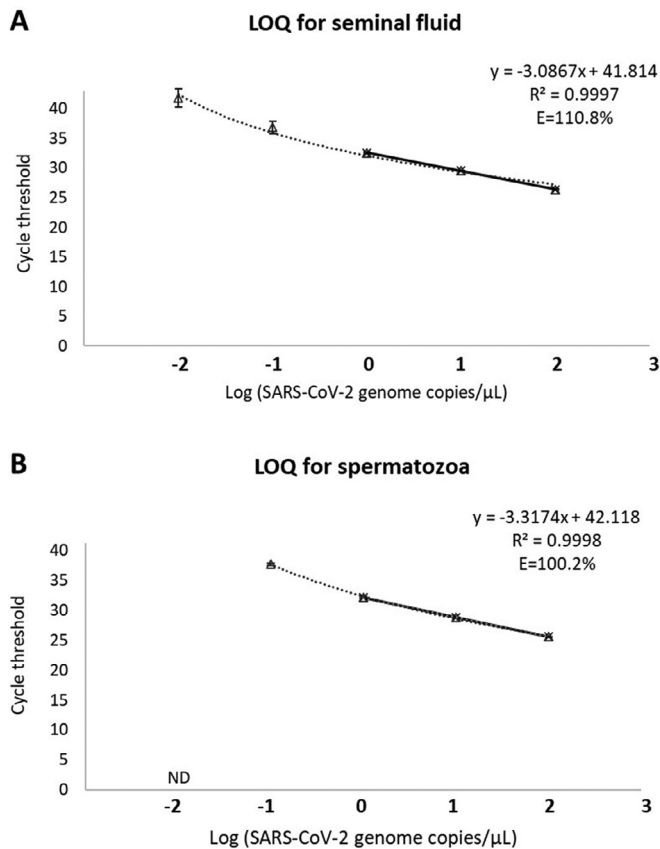 A
LOQ for seminal fluid
y = -3.0867x + 41.814
R² = 0.9997
E=110.8%
40
35
30
25
20
15
10
5
0
Cycle threshold
-2 -1 0 1 2 3
Log (SARS-CoV-2 genome copies/μL)
B
LOQ for spermatozoa
y = -3.3174x + 42.118
R² = 0.9998
E=100.2%
40
35
30
25
20
15
10
5
0
Cycle threshold
ND
-2 -1 0 1 2 3
Log (SARS-CoV-2 genome copies/μL)